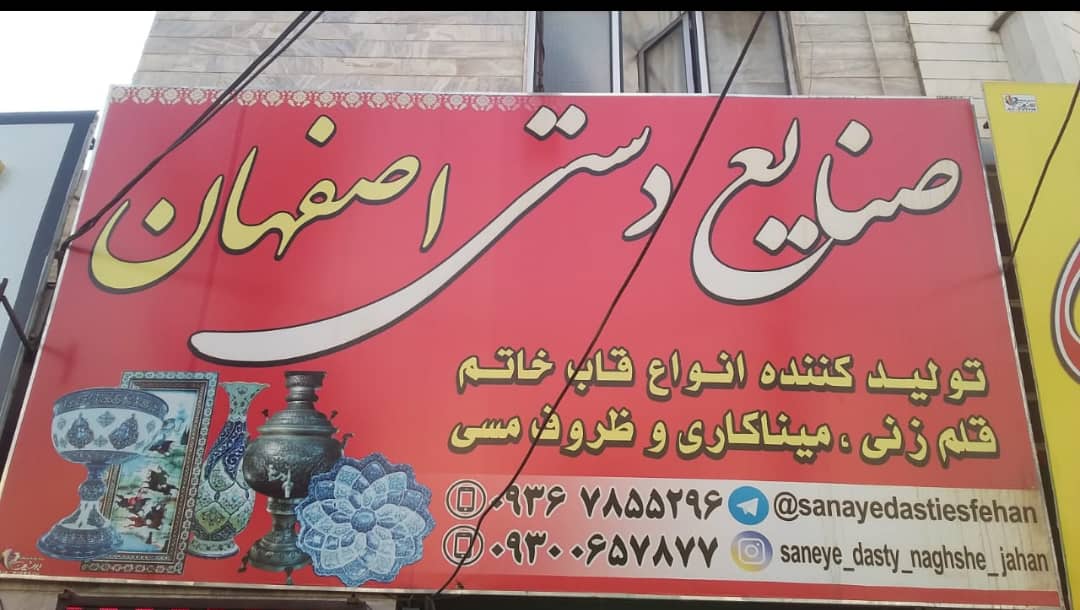 صنایع دستی اصفهان
تولید کننده انواع قاب خاتم
قلم زنی ، میناکاری و ظروف مسی
۰۹۳۶ ۷۸۵۵۲۹۶ @sanayedastiesfehan
۰۹۳۰۰۶۵۷۸۷۷ saneye_dasty_naghshe_jahan